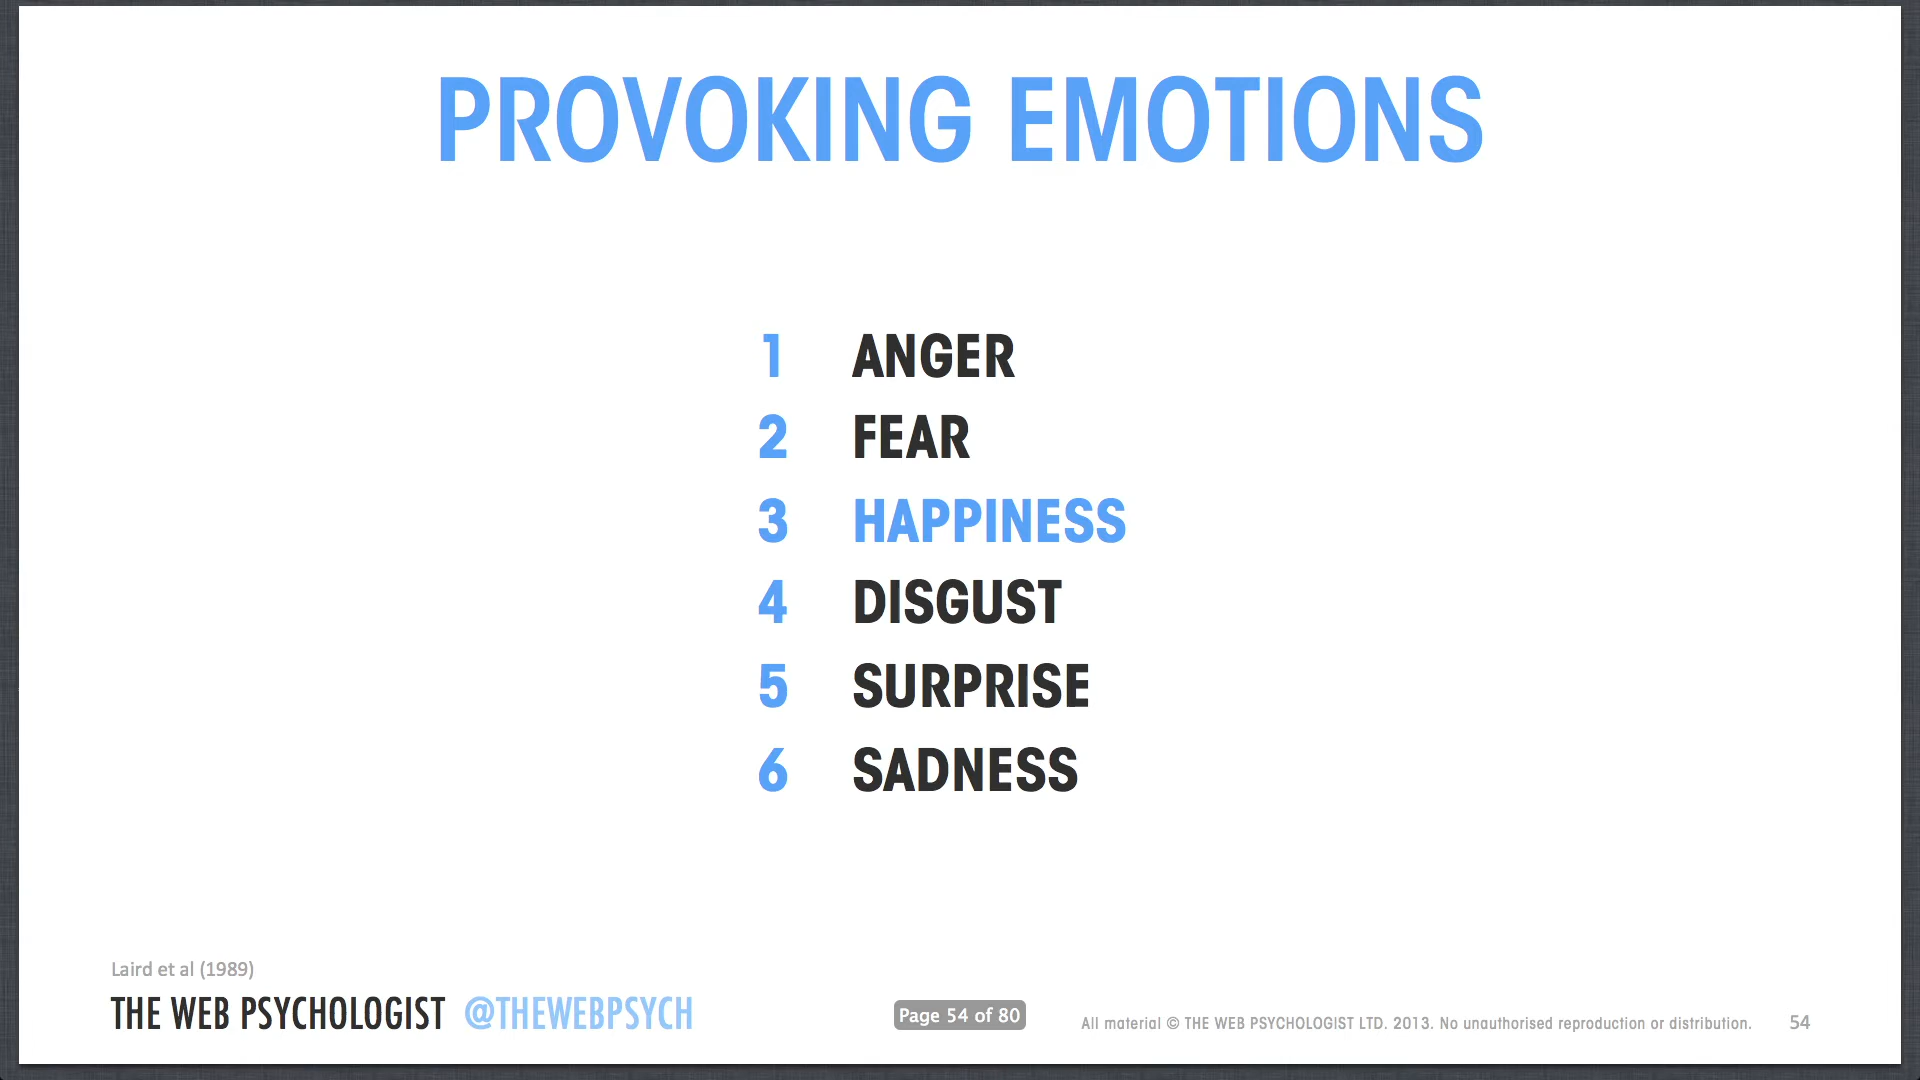 PROVOKING EMOTIONS
1 ANGER
2 FEAR
3 HAPPINESS
4 DISGUST
5 SURPRISE
6 SADNESS
Laird et al (1989)
THE WEB PSYCHOLOGIST @THEWEBPSYCH
Page 54 of 80
All material © THE WEB PSYCHOLOGIST LTD. 2013. No unauthorised reproduction or distribution. 54